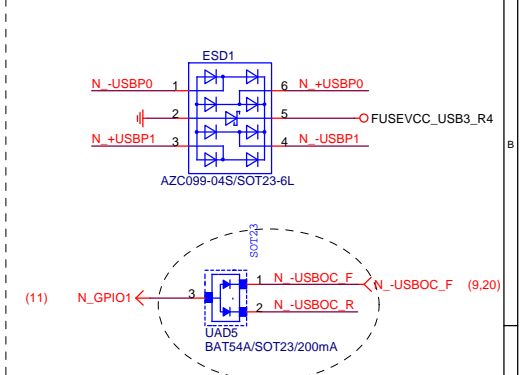 ESD1
N_-USBP0 1 6 N_+USBP0
2 5 FUSEVCC_USB3_R4
N_+USBP1 3 4 N_-USBP1
AZC099-04S/SOT23-6L
B
SOT23
(11) N_GPIO1 3 1 N_-USBOC_F N_-USBOC_F (9,20)
2 N_-USBOC_R
UAD5
BAT54A/SOT23/200mA